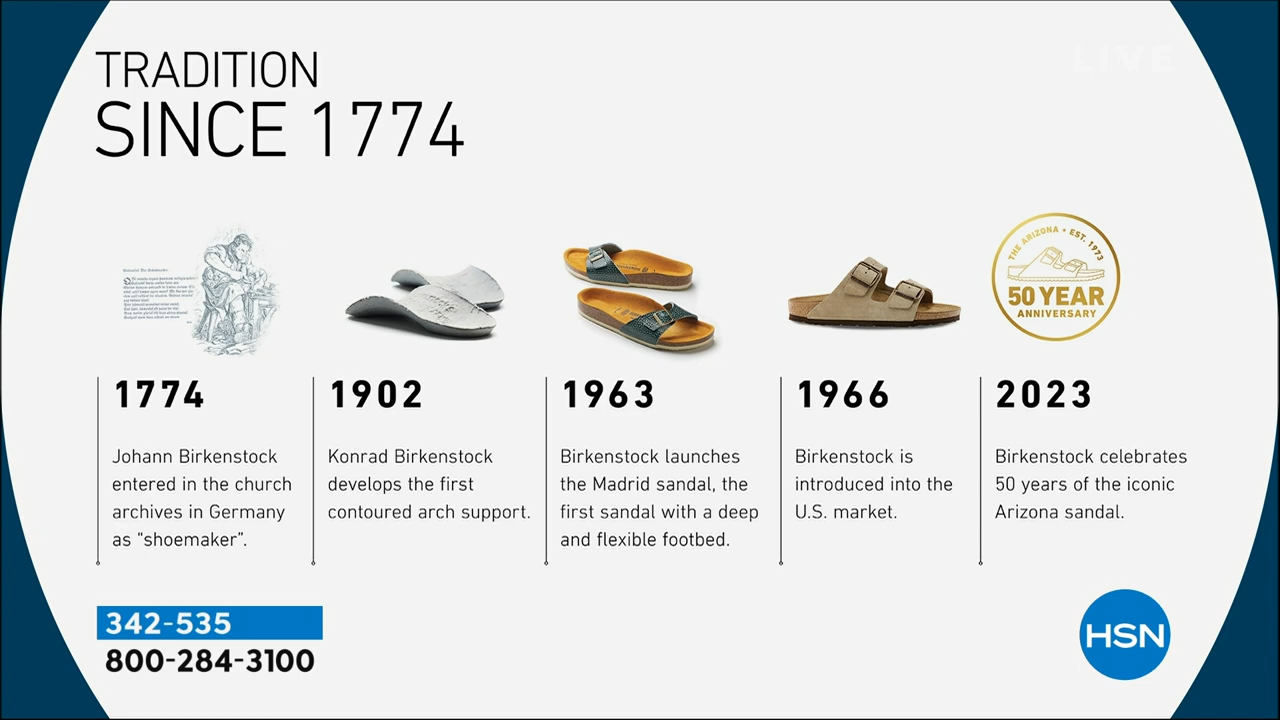 LIVE
TRADITION
SINCE 1774
THE ARIZONA • EST. 1973
50 YEAR
ANNIVERSARY
1774
Johann Birkenstock
entered in the church
archives in Germany
as “shoemaker”.
1902
Konrad Birkenstock
develops the first
contoured arch support.
1963
Birkenstock launches
the Madrid sandal, the
first sandal with a deep
and flexible footbed.
1966
Birkenstock is
introduced into the
U.S. market.
2023
Birkenstock celebrates
50 years of the iconic
Arizona sandal.
342-535
800-284-3100
HSN